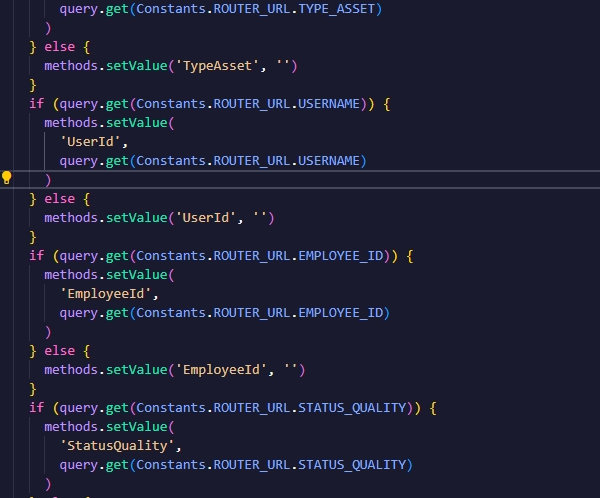 query.get(Constants.ROUTER_URL.TYPE_ASSET)
)
} else {
methods.setValue('TypeAsset', '')
}
if (query.get(Constants.ROUTER_URL.USERNAME)) {
methods.setValue(
'UserId',
query.get(Constants.ROUTER_URL.USERNAME)
)
} else {
methods.setValue('UserId', '')
}
if (query.get(Constants.ROUTER_URL.EMPLOYEE_ID)) {
methods.setValue(
'EmployeeId',
query.get(Constants.ROUTER_URL.EMPLOYEE_ID)
)
} else {
methods.setValue('EmployeeId', '')
}
if (query.get(Constants.ROUTER_URL.STATUS_QUALITY)) {
methods.setValue(
'StatusQuality',
query.get(Constants.ROUTER_URL.STATUS_QUALITY)
)